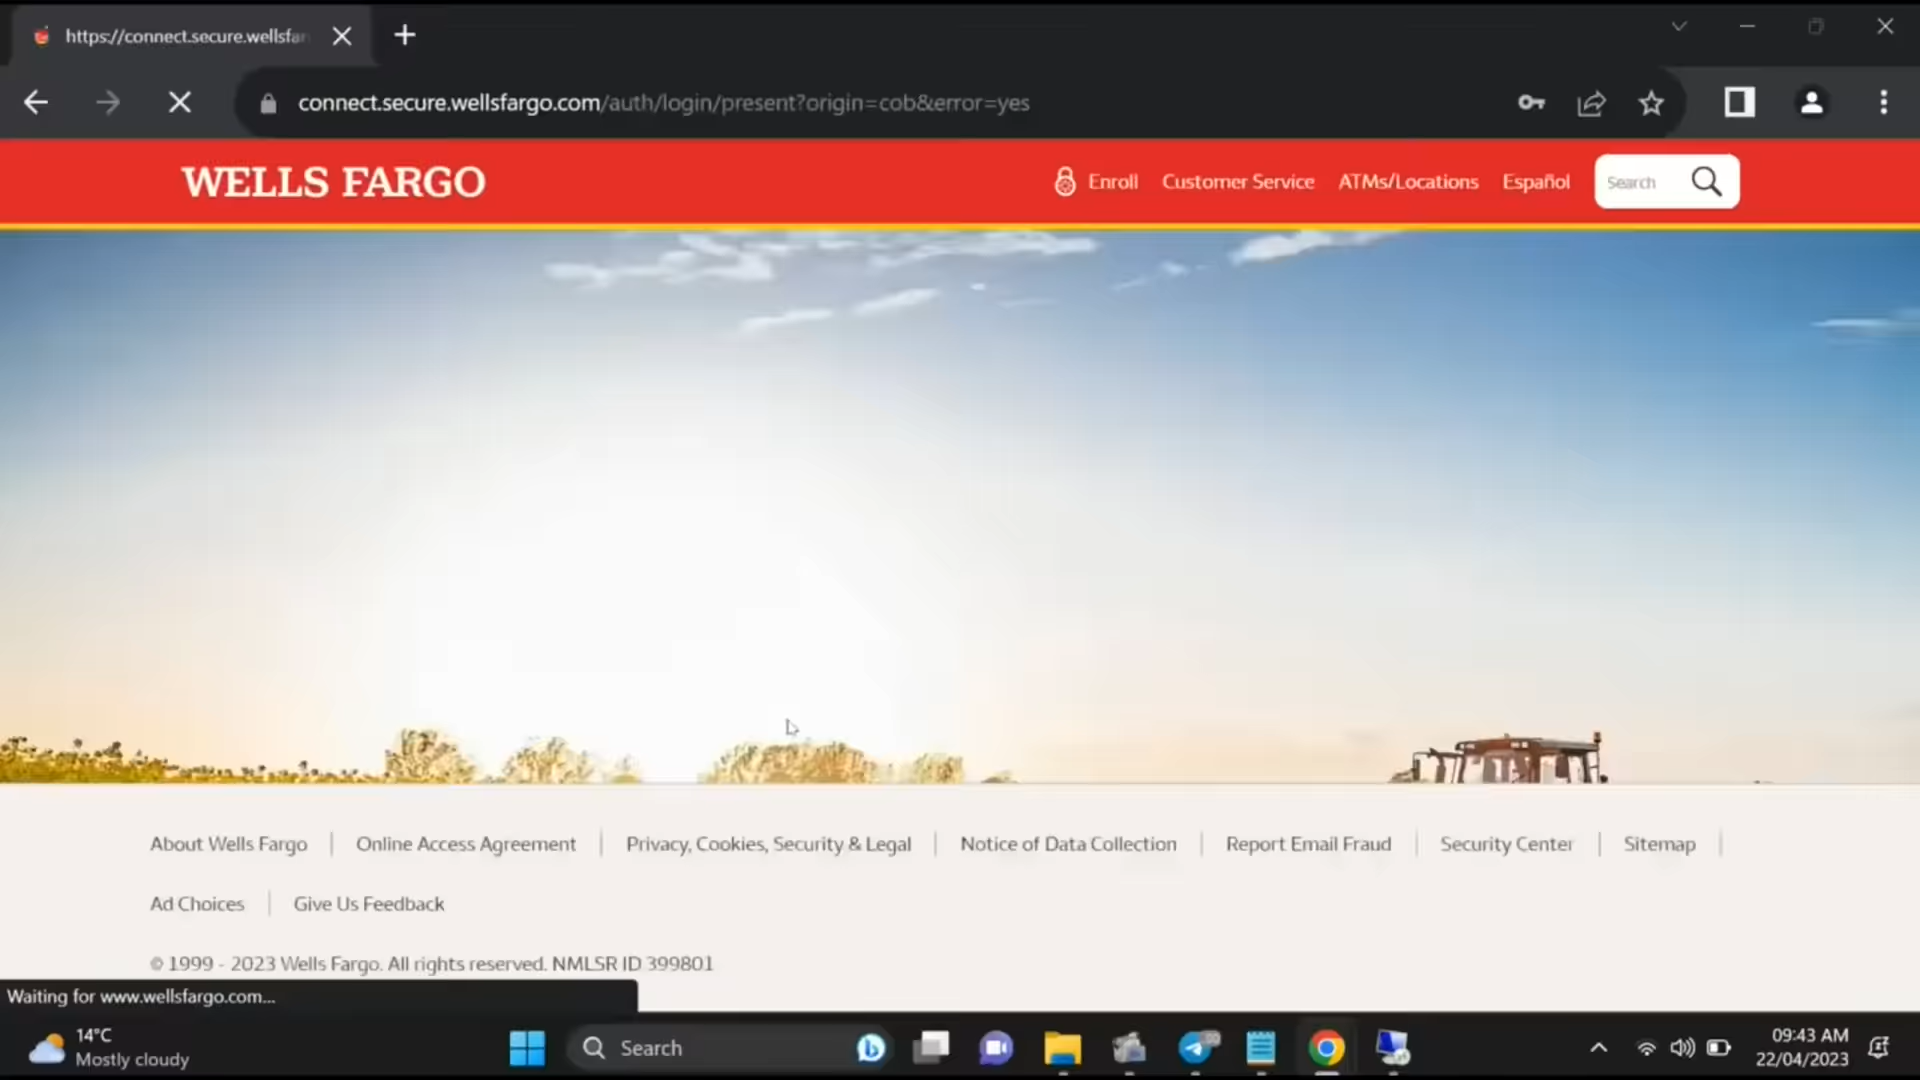 https://connect.secure.wellsfar
connect.secure.wellsfargo.com/auth/login/present?origin=cob&error=yes
WELLS FARGO
Enroll Customer Service ATMs/Locations Español Search
About Wells Fargo Online Access Agreement Privacy, Cookies, Security & Legal Notice of Data Collection Report Email Fraud Security Center Sitemap
Ad Choices Give Us Feedback
© 1999 - 2023 Wells Fargo. All rights reserved. NMLSR ID 399801
Waiting for www.wellsfargo.com...
14°C
Mostly cloudy
Search
09:43 AM
22/04/2023